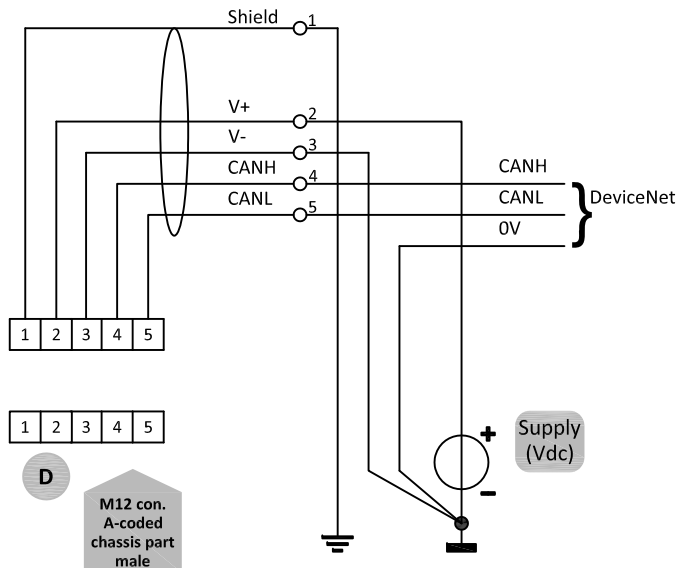 Shield 1
V+ 2
V- 3
CANH 4 CANH
CANL 5 CANL DeviceNet
0V
1 2 3 4 5
1 2 3 4 5
Supply
(Vdc)
D
M12 con.
A-coded
chassis part
male